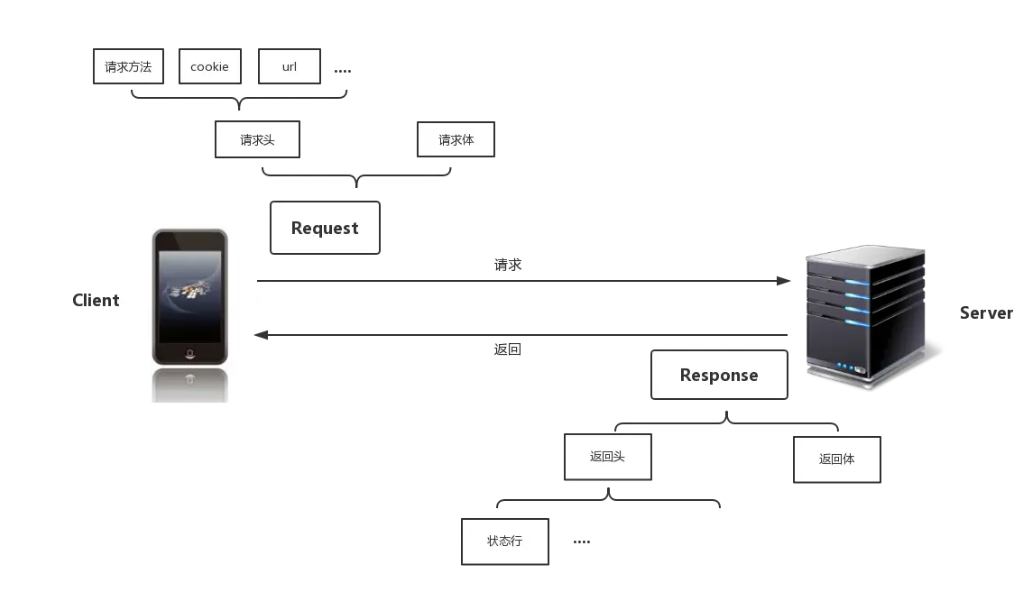 请求方法
cookie
url
....
请求头
请求体
Request
请求
Client
Server
返回
Response
返回头
返回体
状态行
....